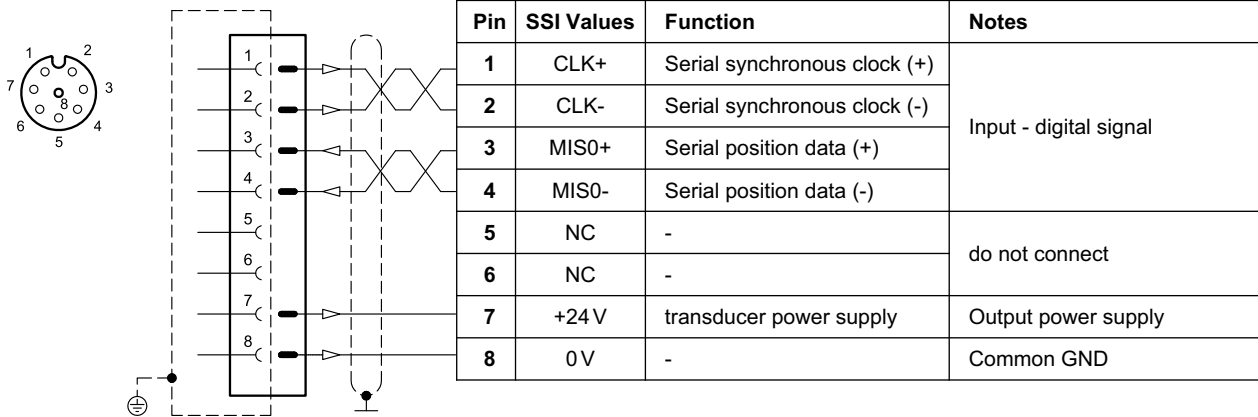 1 2
7 3
8
6 4
5
1
2
3
4
5
6
7
8
Pin SSI Values Function Notes
1 CLK+ Serial synchronous clock (+)
2 CLK- Serial synchronous clock (-)
Input - digital signal
3 MIS0+ Serial position data (+)
4 MIS0- Serial position data (-)
5 NC -
do not connect
6 NC -
7 +24 V transducer power supply Output power supply
8 0 V - Common GND